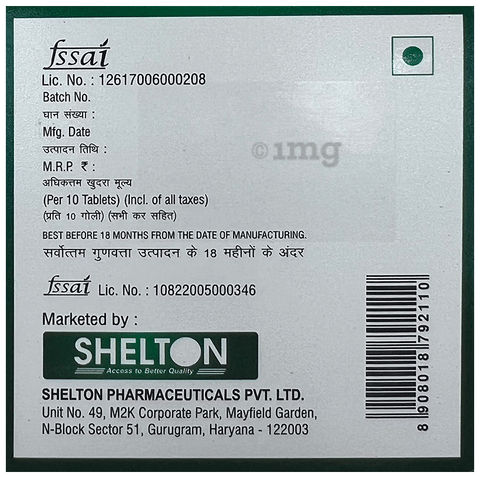 fssai
Lic. No. : 12617006000208
Batch No.
घान संख्या :
Mfg. Date
उत्पादन तिथि :
M.R.P. ₹ :
अधिकत्तम खुदरा मूल्य
(Per 10 Tablets) (Incl. of all taxes)
(प्रति 10 गोली) (सभी कर सहित)
1mg
BEST BEFORE 18 MONTHS FROM THE DATE OF MANUFACTURING.
सर्वोत्तम गुणवत्ता उत्पादन के 18 महीनों के अंदर
fssai Lic. No. : 10822005000346
Marketed by :
SHELTON
Access to Better Quality
SHELTON PHARMACEUTICALS PVT. LTD.
Unit No. 49, M2K Corporate Park, Mayfield Garden,
N-Block Sector 51, Gurugram, Haryana - 122003
8 908018 792110